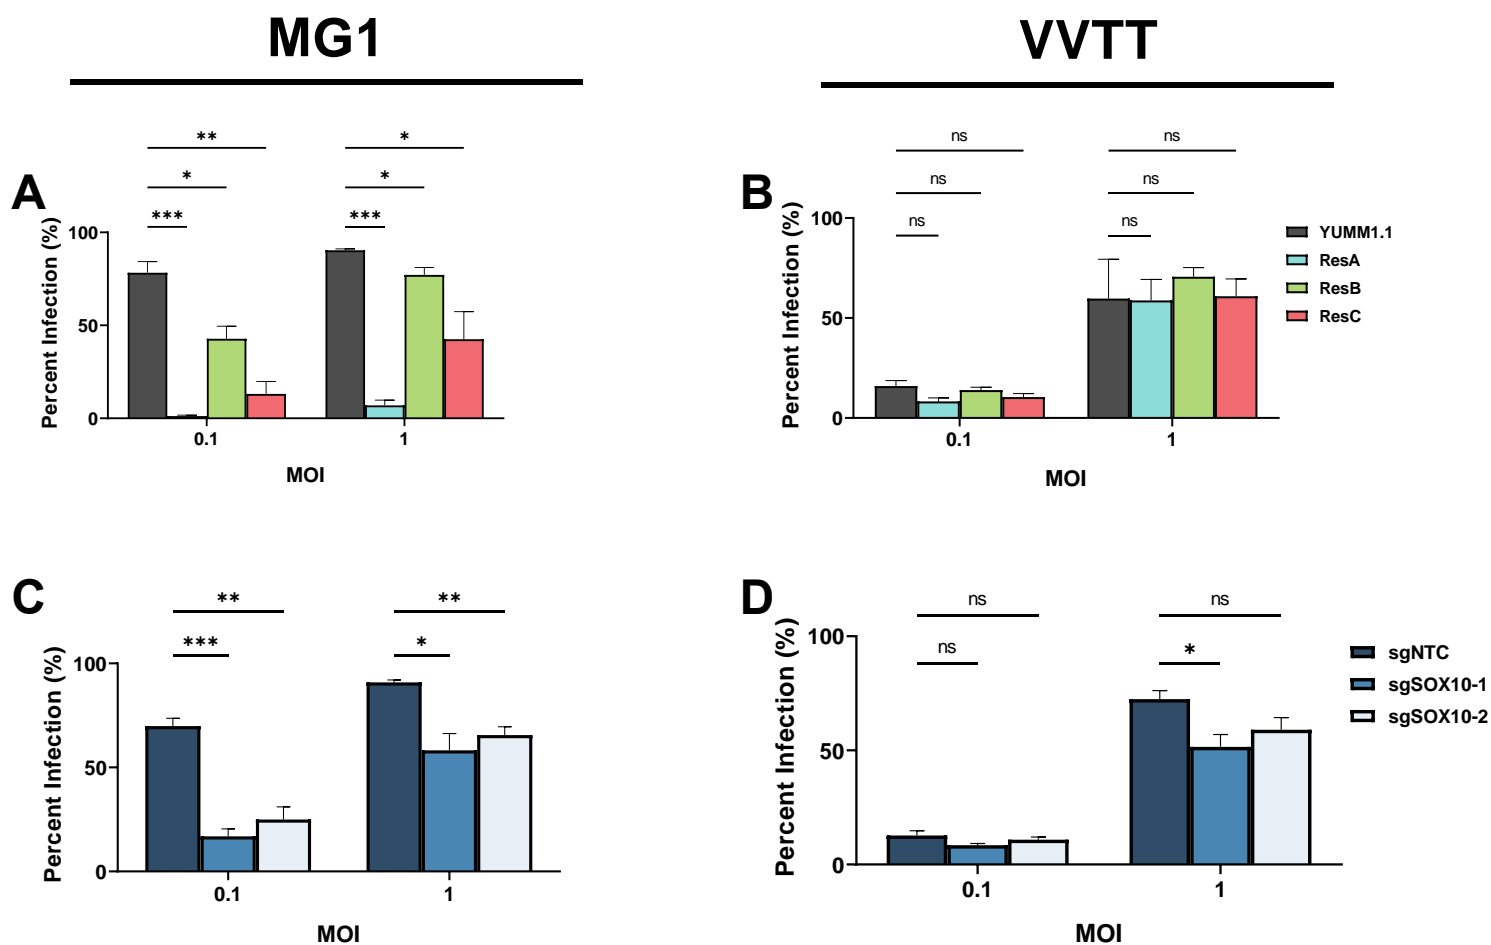 MG1
VVTT
A
**
*
*
*
***
***
Percent Infection (%)
100
50
0
0.1
1
MOI
B
ns
ns
ns
ns
ns
ns
Percent Infection (%)
100
50
0
0.1
1
MOI
YUMM1.1
ResA
ResB
ResC
C
**
**
***
*
Percent Infection (%)
100
50
0
0.1
1
MOI
D
ns
ns
ns
*
Percent Infection (%)
100
50
0
0.1
1
MOI
sgNTC
sgSOX10-1
sgSOX10-2